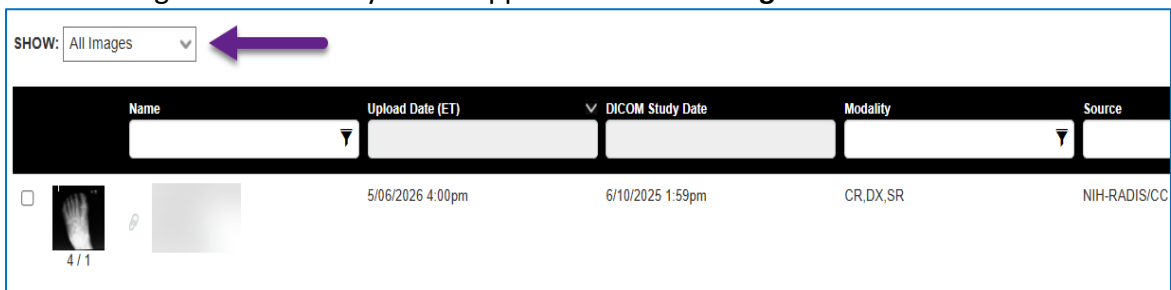 SHOW: All Images
Name Upload Date (ET) DICOM Study Date Modality Source
5/06/2026 4:00pm 6/10/2025 1:59pm CR,DX,SR NIH-RADIS/CC
4 / 1